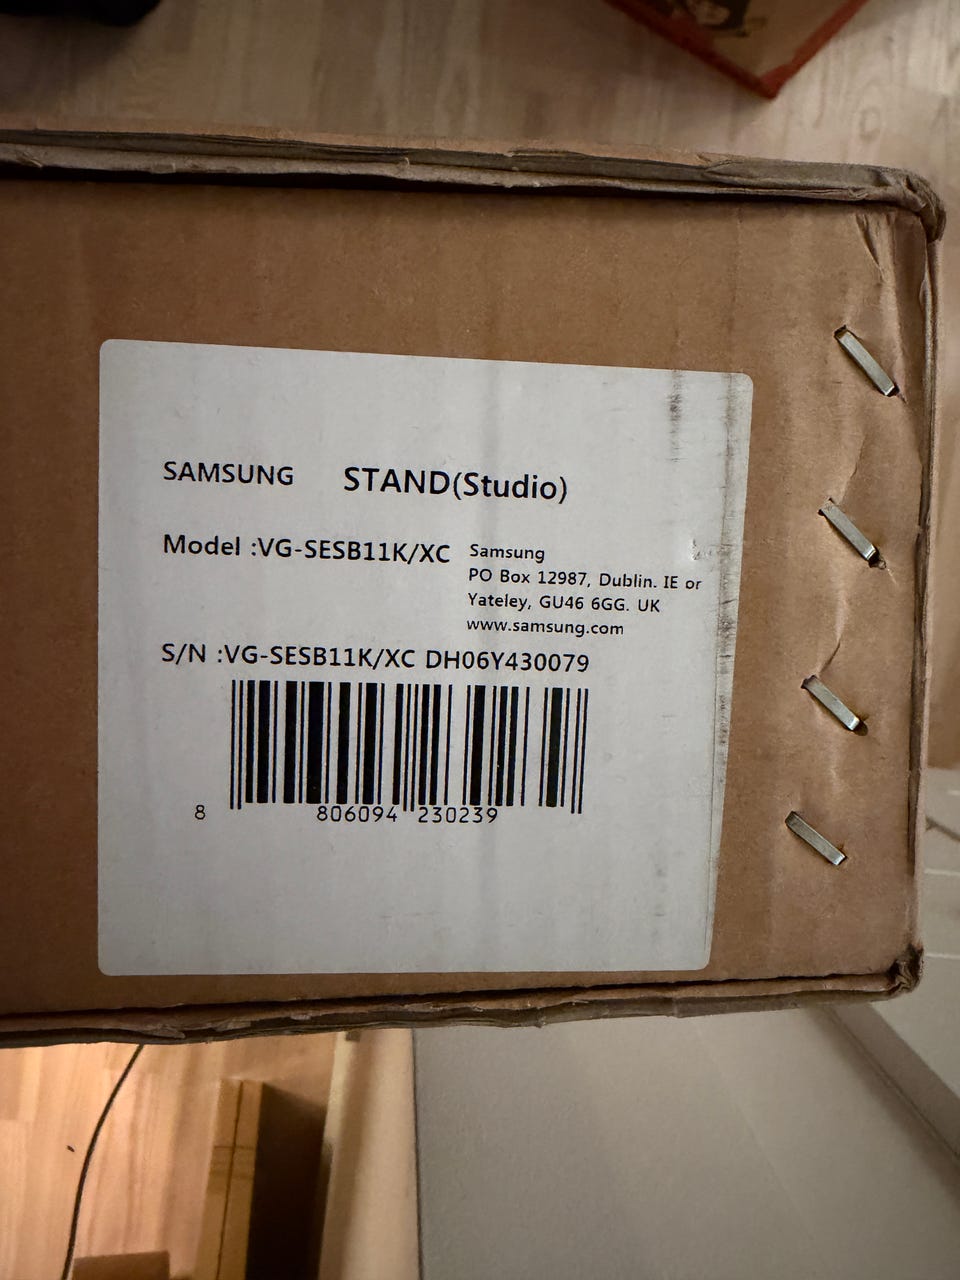 SAMSUNG STAND(Studio)
Model :VG-SESB11K/XC
Samsung
PO Box 12987, Dublin. IE or
Yateley, GU46 6GG. UK
www.samsung.com
S/N :VG-SESB11K/XC DH06Y430079
8 806094 230239